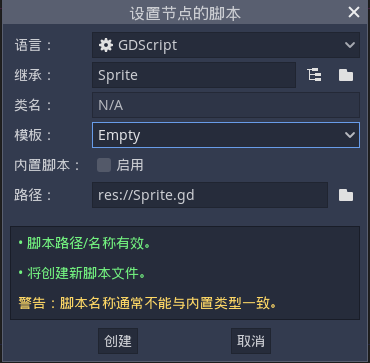 设置节点的脚本
语言： GDScript
继承： Sprite
类名： N/A
模板： Empty
内置脚本： 启用
路径： res://Sprite.gd
• 脚本路径/名称有效。
• 将创建新脚本文件。
警告：脚本名称通常不能与内置类型一致。
创建 取消